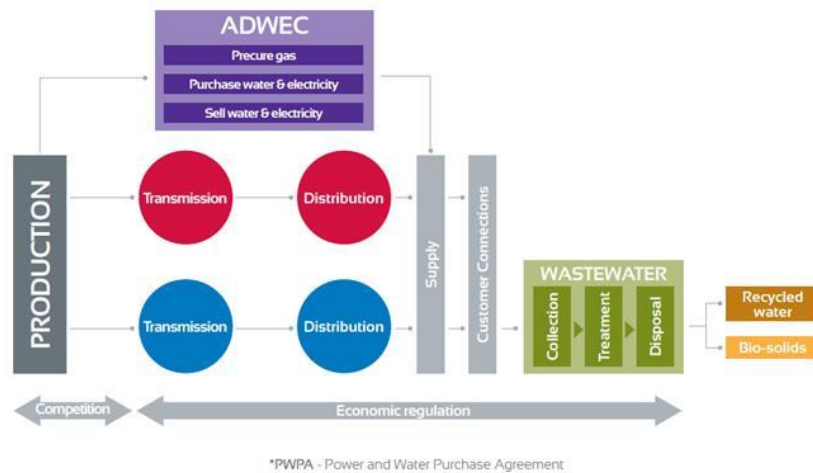 ADWEC
Precure gas
Purchase water & electricity
Sell water & electricity
PRODUCTION
Transmission
Distribution
Transmission
Distribution
Supply
Customer Connections
WASTEWATER
Collection
Treatment
Disposal
Recycled
water
Bio-solids
Competition
Economic regulation
*PWPA - Power and Water Purchase Agreement